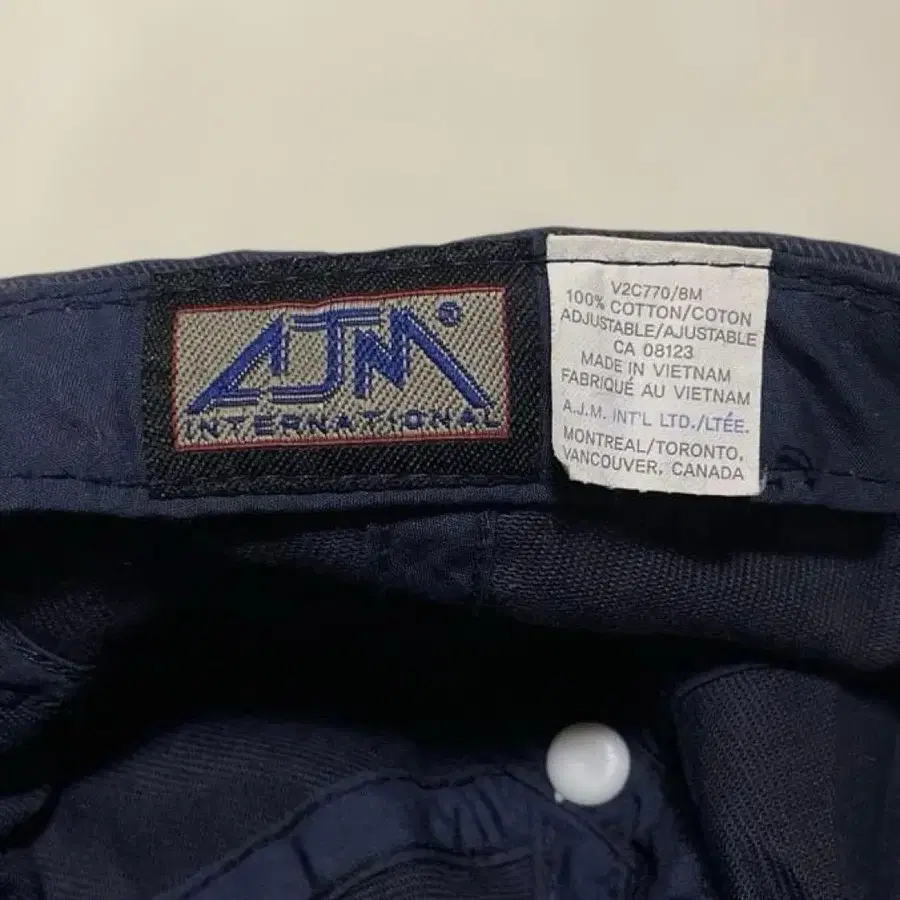 AJM®
INTERNATIONAL
V2C770/8M
100% COTTON/COTON
ADJUSTABLE/AJUSTABLE
CA 08123
MADE IN VIETNAM
FABRIQUÉ AU VIETNAM
A.J.M. INT'L LTD./LTÉE.
MONTREAL/TORONTO,
VANCOUVER, CANADA